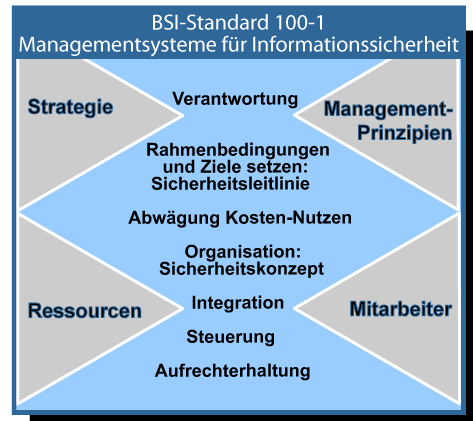 BSI-Standard 100-1
Managementsysteme für Informationssicherheit
Strategie
Verantwortung
Management-
Prinzipien
Rahmenbedingungen
und Ziele setzen:
Sicherheitsleitlinie
Abwägung Kosten-Nutzen
Organisation:
Sicherheitskonzept
Ressourcen
Integration
Mitarbeiter
Steuerung
Aufrechterhaltung